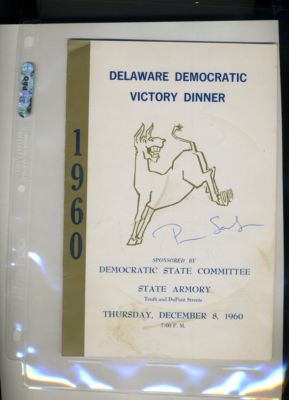 DELAWARE DEMOCRATIC
VICTORY DINNER
1960
SPONSORED BY
DEMOCRATIC STATE COMMITTEE
STATE ARMORY
Tenth and DuPont Streets
THURSDAY, DECEMBER 8, 1960
7:00 P. M.